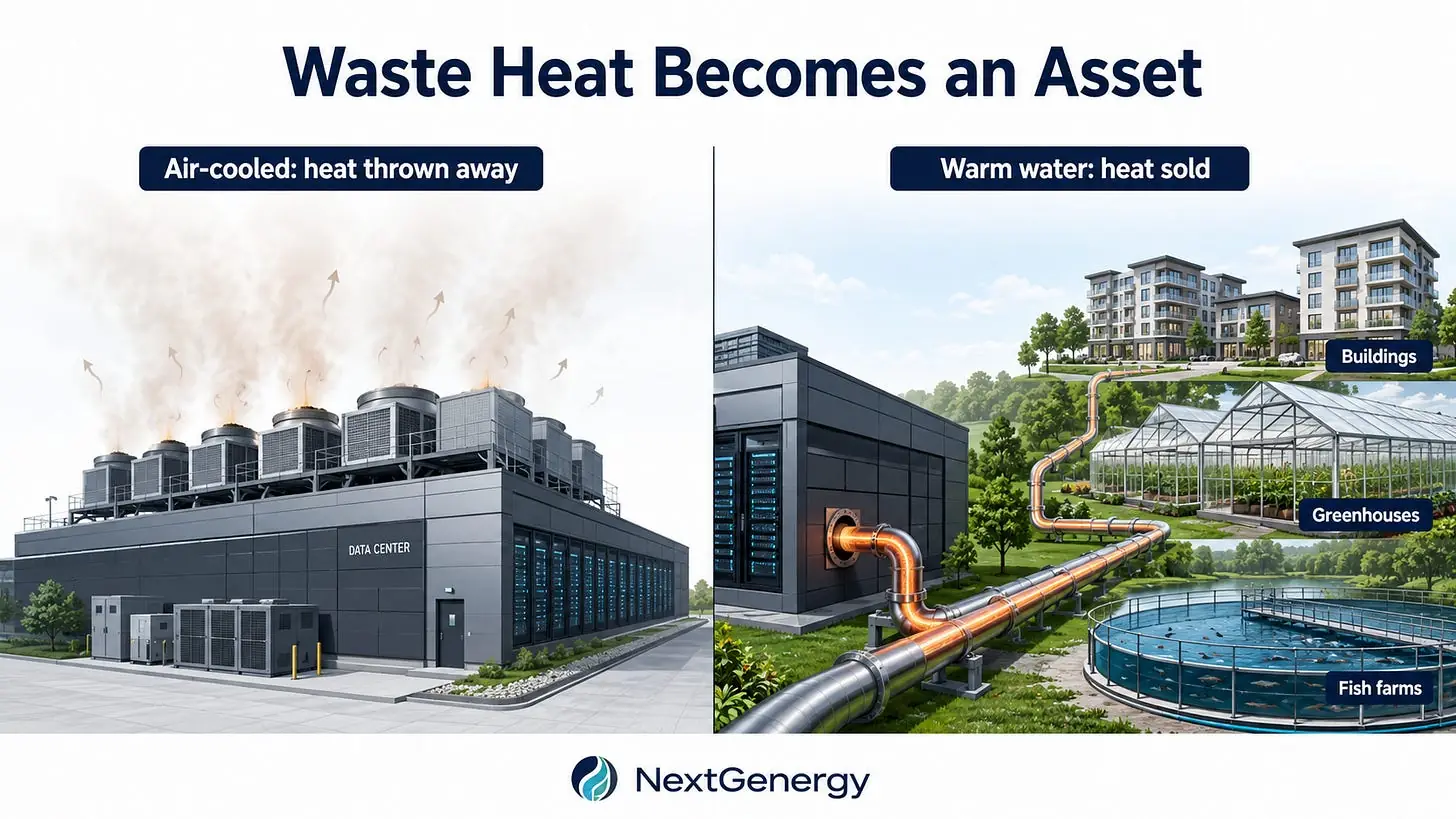 Waste Heat Becomes an Asset
Air-cooled: heat thrown away
Warm water: heat sold
DATA CENTER
Buildings
Greenhouses
Fish farms
NextGenergy